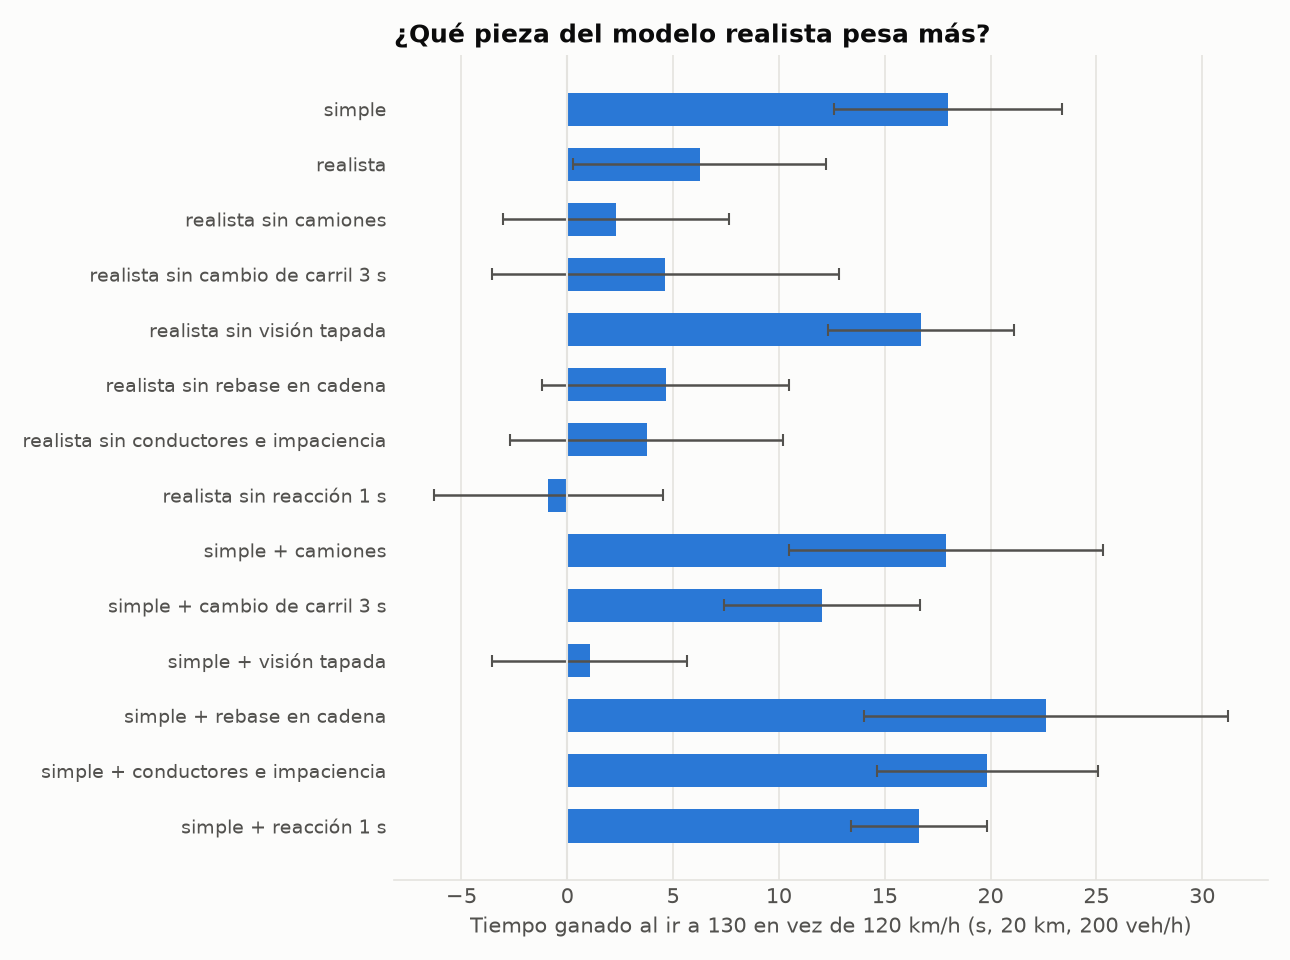 ¿Qué pieza del modelo realista pesa más?
simple
realista
realista sin camiones
realista sin cambio de carril 3 s
realista sin visión tapada
realista sin rebase en cadena
realista sin conductores e impaciencia
realista sin reacción 1 s
simple + camiones
simple + cambio de carril 3 s
simple + visión tapada
simple + rebase en cadena
simple + conductores e impaciencia
simple + reacción 1 s
−5 0 5 10 15 20 25 30
Tiempo ganado al ir a 130 en vez de 120 km/h (s, 20 km, 200 veh/h)